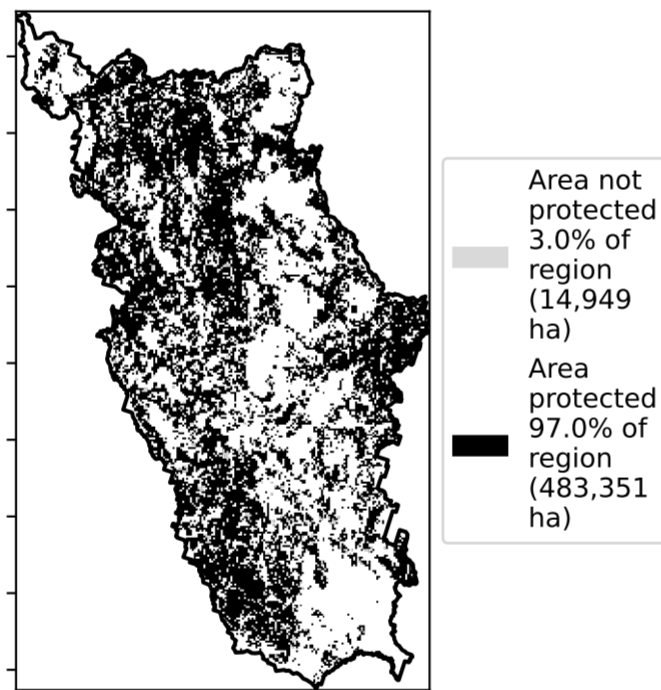 Area not
protected
3.0% of
region
(14,949
ha)
Area
protected
97.0% of
region
(483,351
ha)